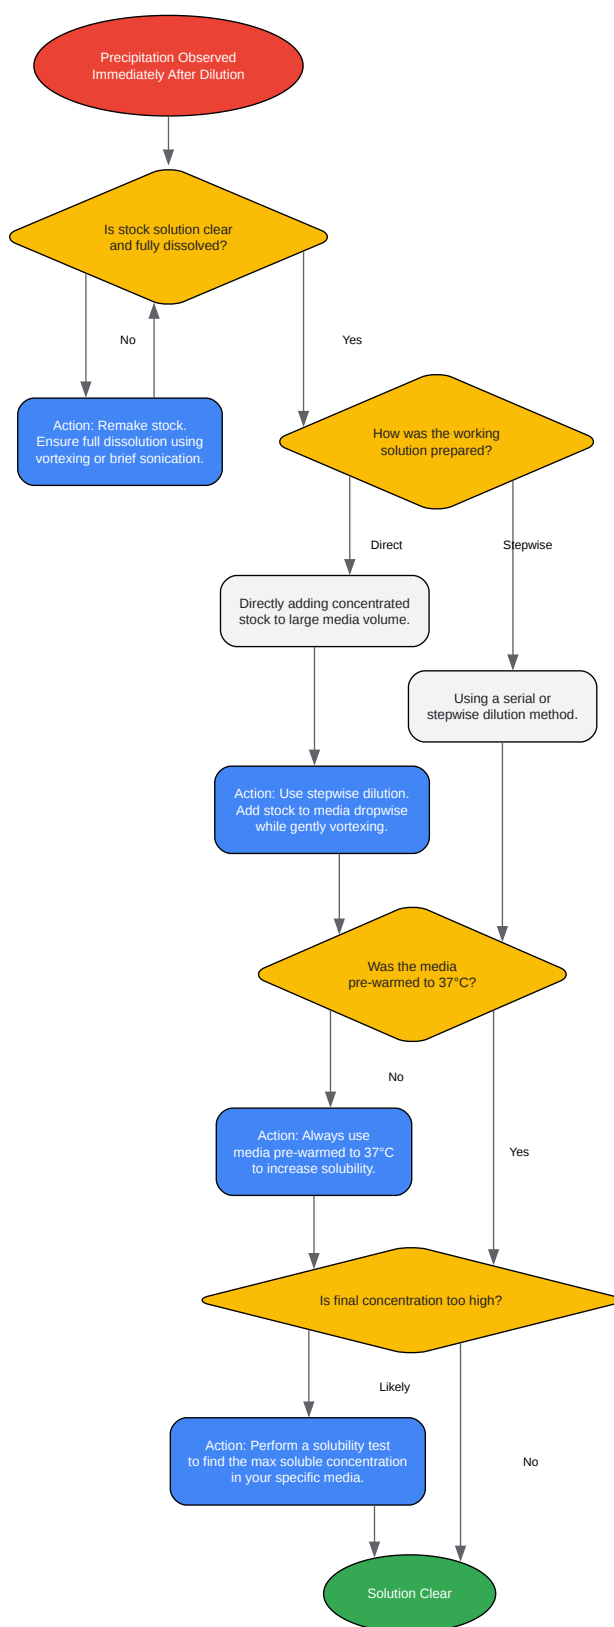 Precipitation Observed
Immediately After Dilution
Is stock solution clear
and fully dissolved?
No
Yes
Action: Remake stock.
Ensure full dissolution using
vortexing or brief sonication.
How was the working
solution prepared?
Direct
Stepwise
Directly adding concentrated
stock to large media volume.
Using a serial or
stepwise dilution method.
Action: Use stepwise dilution.
Add stock to media dropwise
while gently vortexing.
Was the media
pre-warmed to 37°C?
No
Action: Always use
media pre-warmed to 37°C
to increase solubility.
Yes
Is final concentration too high?
Likely
Action: Perform a solubility test
to find the max soluble concentration
in your specific media.
No
Solution Clear